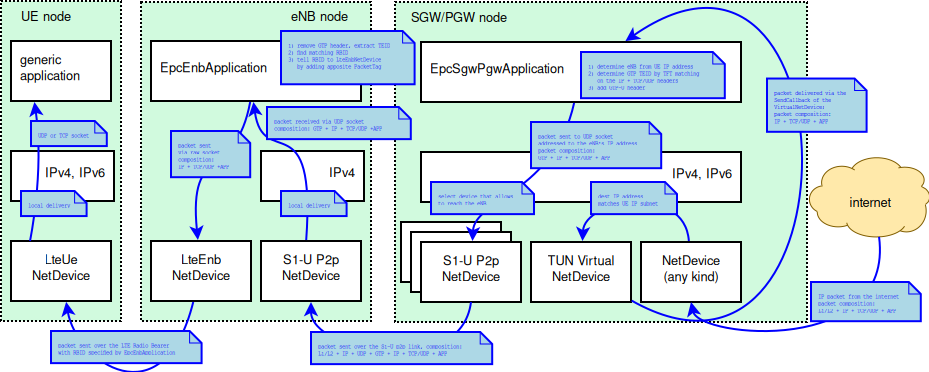 UE node
eNB node
SGW/PGW node
generic
application
UDP or TCP socket
IPv4, IPv6
local delivery
LteUe
NetDevice
packet sent over the LTE Radio Bearer
with RBID specified by EpcEnbApplication
EpcEnbApplication
1) remove GTP header, extract TEID
2) find matching RBID
3) tell RBID to LteEnbNetDevice
by adding apposite PacketTag
packet received via UDP socket
composition: GTP + IP + TCP/UDP +APP
packet sent
via raw socket
composition:
IP + TCP/UDP +APP
IPv4
local delivery
LteEnb
NetDevice
S1-U P2p
NetDevice
packet sent over the S1-U p2p link, composition:
L1/L2 + IP + UDP + GTP + IP + TCP/UDP + APP
EpcSgwPgwApplication
1) determine eNB from UE IP address
2) determine GTP TEID by TFT matching
on the IP + TCP/UDP headers
3) add GTP-U header
packet sent to UDP socket
addressed to the eNB's IP address
packet composition:
GTP + IP + TCP/UDP + APP
IPv4, IPv6
select device that allows
to reach the eNB
dest IP address
matches UE IP subnet
S1-U P2p
NetDevice
TUN Virtual
NetDevice
NetDevice
(any kind)
packet delivered via the
SendCallback of the
VirtualNetDevice:
packet composition:
IP + TCP/UDP + APP
internet
IP packet from the internet
packet composition:
L1/L2 + IP + TCP/UDP + APP